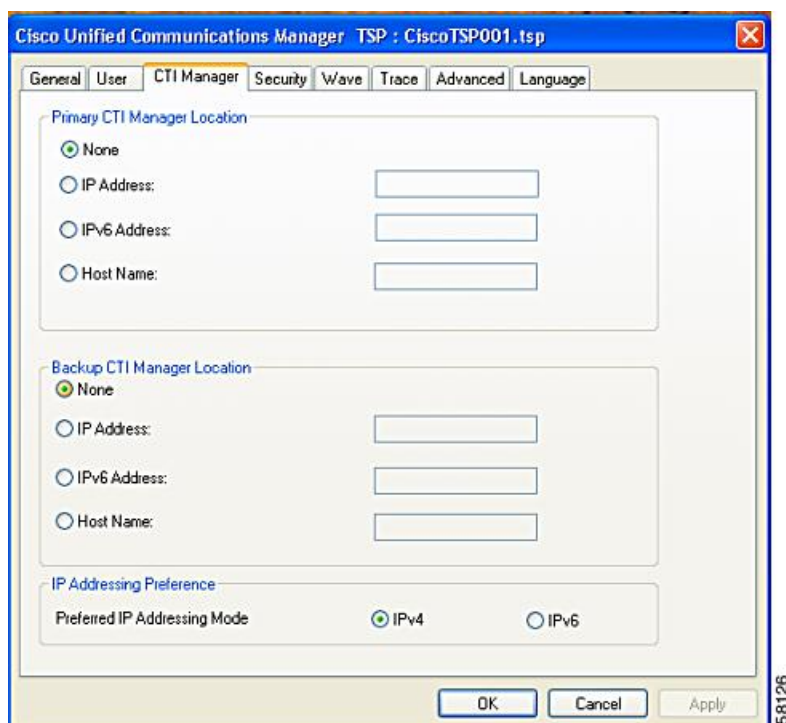 Cisco Unified Communications Manager TSP : CiscoTSP001.tsp
General User CTI Manager Security Wave Trace Advanced Language
Primary CTI Manager Location
None
IP Address:
IPv6 Address:
Host Name:
Backup CTI Manager Location
None
IP Address:
IPv6 Address:
Host Name:
IP Addressing Preference
Preferred IP Addressing Mode IPv4 IPv6
OK Cancel Apply
58126